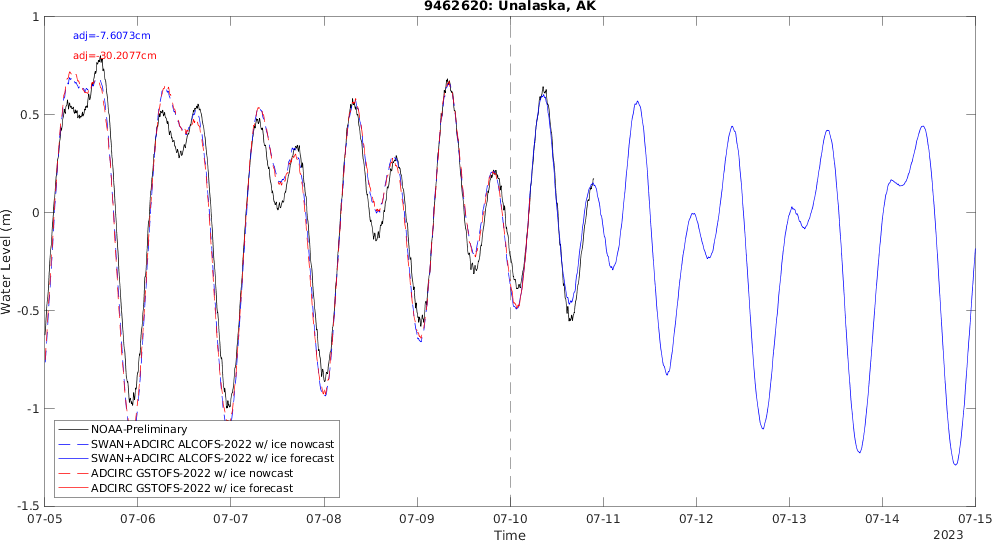 9462620: Unalaska, AK
adj=-7.6073cm
adj=-30.2077cm
Water Level (m)
1
0.5
0
-0.5
-1
-1.5
NOAA-Preliminary
SWAN+ADCIRC ALCOFS-2022 w/ ice nowcast
SWAN+ADCIRC ALCOFS-2022 w/ ice forecast
ADCIRC GSTOFS-2022 w/ ice nowcast
ADCIRC GSTOFS-2022 w/ ice forecast
07-05 07-06 07-07 07-08 07-09 07-10 07-11 07-12 07-13 07-14 07-15
Time
2023